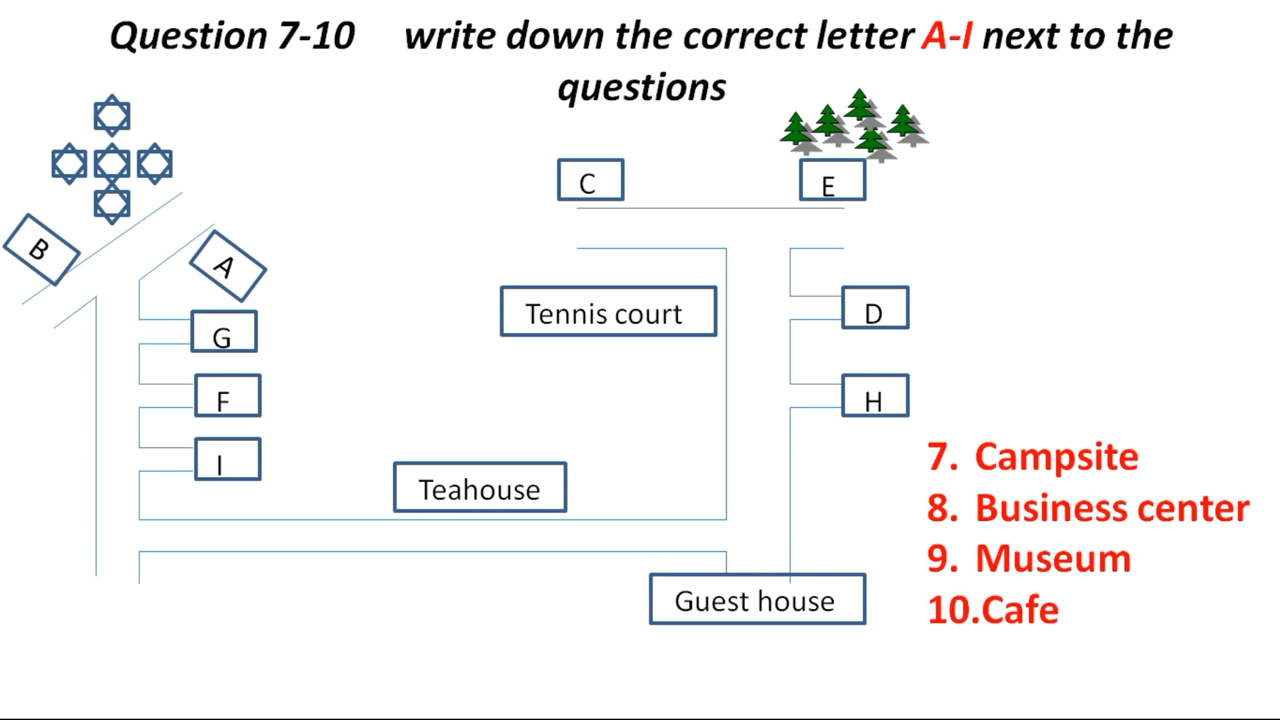 Question 7-10 write down the correct letter A-I next to the
questions
C
E
B
A
Tennis court
D
G
F
H
I
Teahouse
7. Campsite
8. Business center
9. Museum
10.Cafe
Guest house